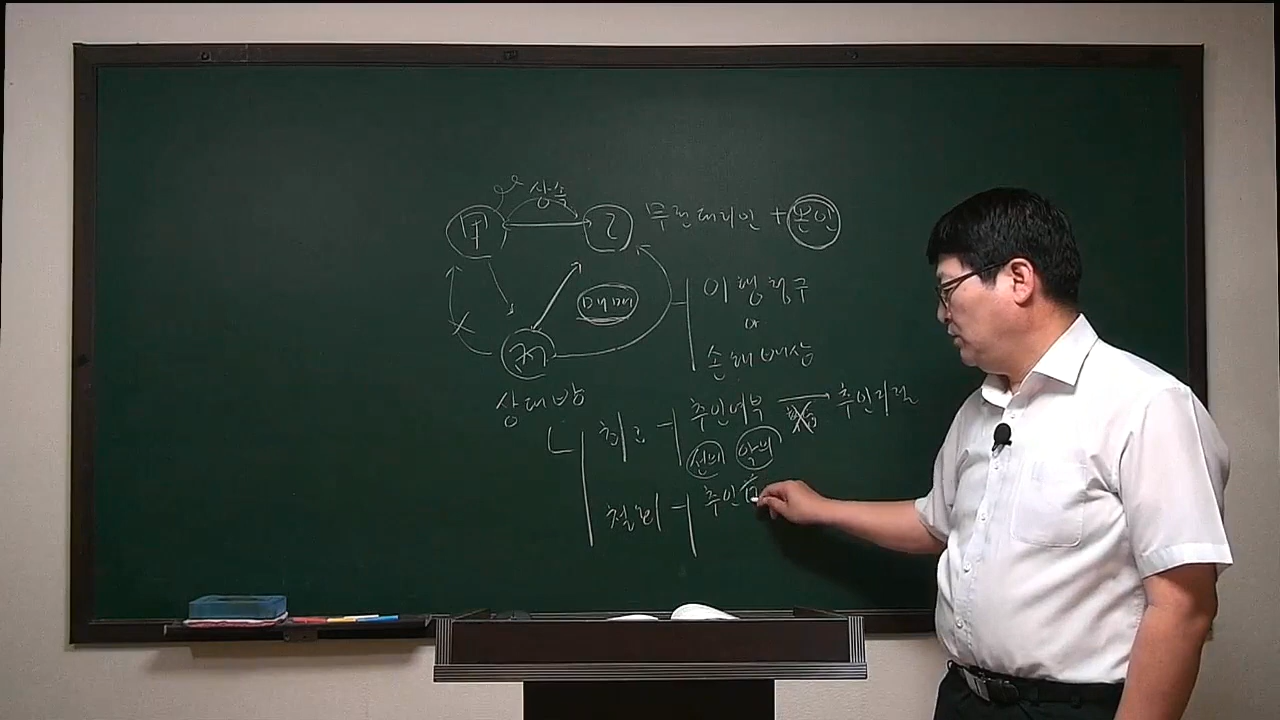 상속
甲 乙 무권대리인 + 본인
매매 이행청구
or
丙 손해배상
상대방
최고 추인여부 → 추인거절
선의 악의
철회 추인